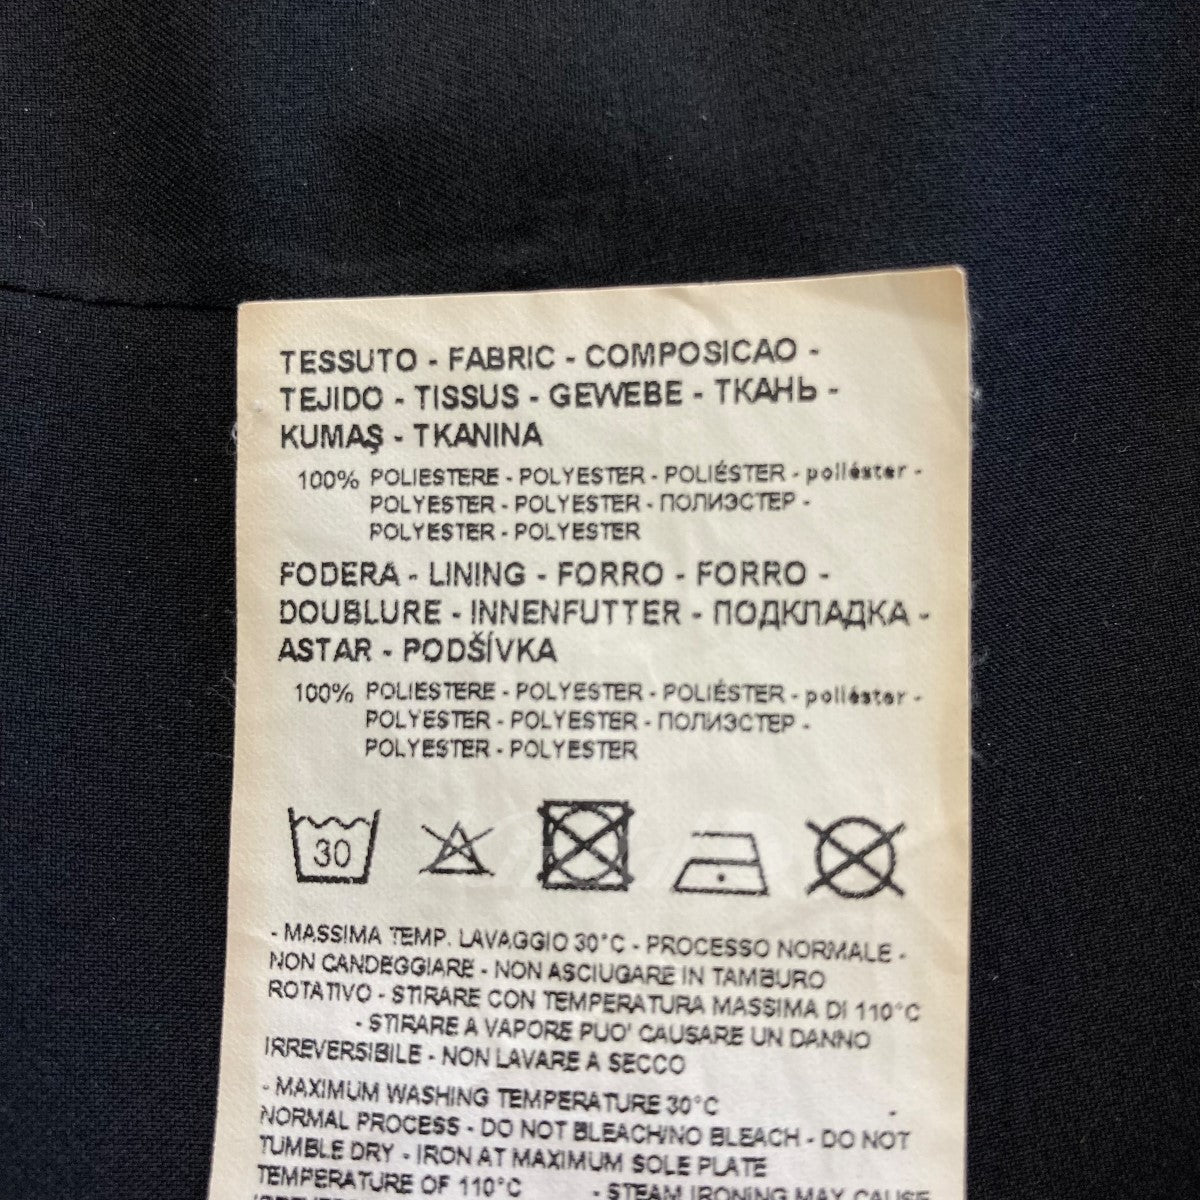 TESSUTO - FABRIC - COMPOSICAO -
TEJIDO - TISSUS - GEWEBE - ТКАНЬ -
KUMAŞ - TKANINA
100% POLIESTERE - POLYESTER - POLIÉSTER - poliéster -
POLYESTER - POLYESTER - ПОЛИЭСТЕР -
POLYESTER - POLYESTER
FODERA - LINING - FORRO - FORRO -
DOUBLURE - INNENFUTTER - ПОДКЛАДКА -
ASTAR - PODŠÍVKA
100% POLIESTERE - POLYESTER - POLIÉSTER - poliéster -
POLYESTER - POLYESTER - ПОЛИЭСТЕР -
POLYESTER - POLYESTER
30
- MASSIMA TEMP. LAVAGGIO 30°C - PROCESSO NORMALE -
NON CANDEGGIARE - NON ASCIUGARE IN TAMBURO
ROTATIVO - STIRARE CON TEMPERATURA MASSIMA DI 110°C
- STIRARE A VAPORE PUO' CAUSARE UN DANNO
IRREVERSIBILE - NON LAVARE A SECCO
- MAXIMUM WASHING TEMPERATURE 30°C -
NORMAL PROCESS - DO NOT BLEACH/NO BLEACH - DO NOT
TUMBLE DRY - IRON AT MAXIMUM SOLE PLATE
TEMPERATURE OF 110°C - STEAM IRONING MAY CAUSE